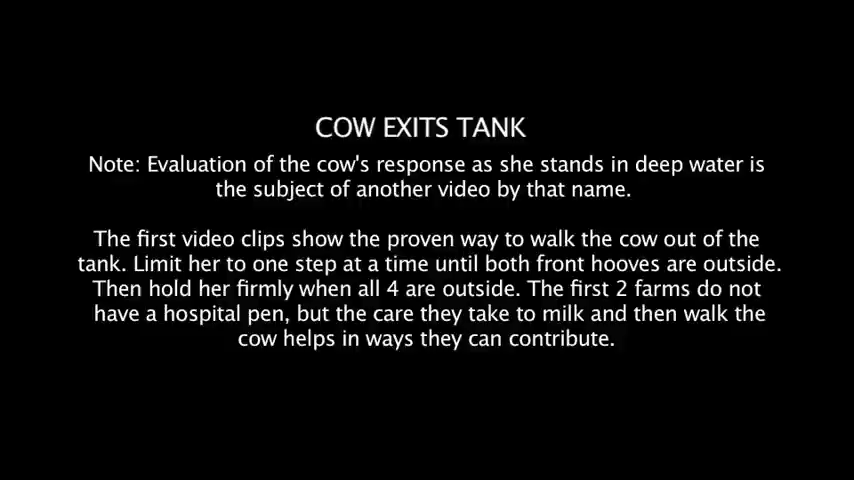 COW EXITS TANK
Note: Evaluation of the cow's response as she stands in deep water is
the subject of another video by that name.
The first video clips show the proven way to walk the cow out of the
tank. Limit her to one step at a time until both front hooves are outside.
Then hold her firmly when all 4 are outside. The first 2 farms do not
have a hospital pen, but the care they take to milk and then walk the
cow helps in ways they can contribute.